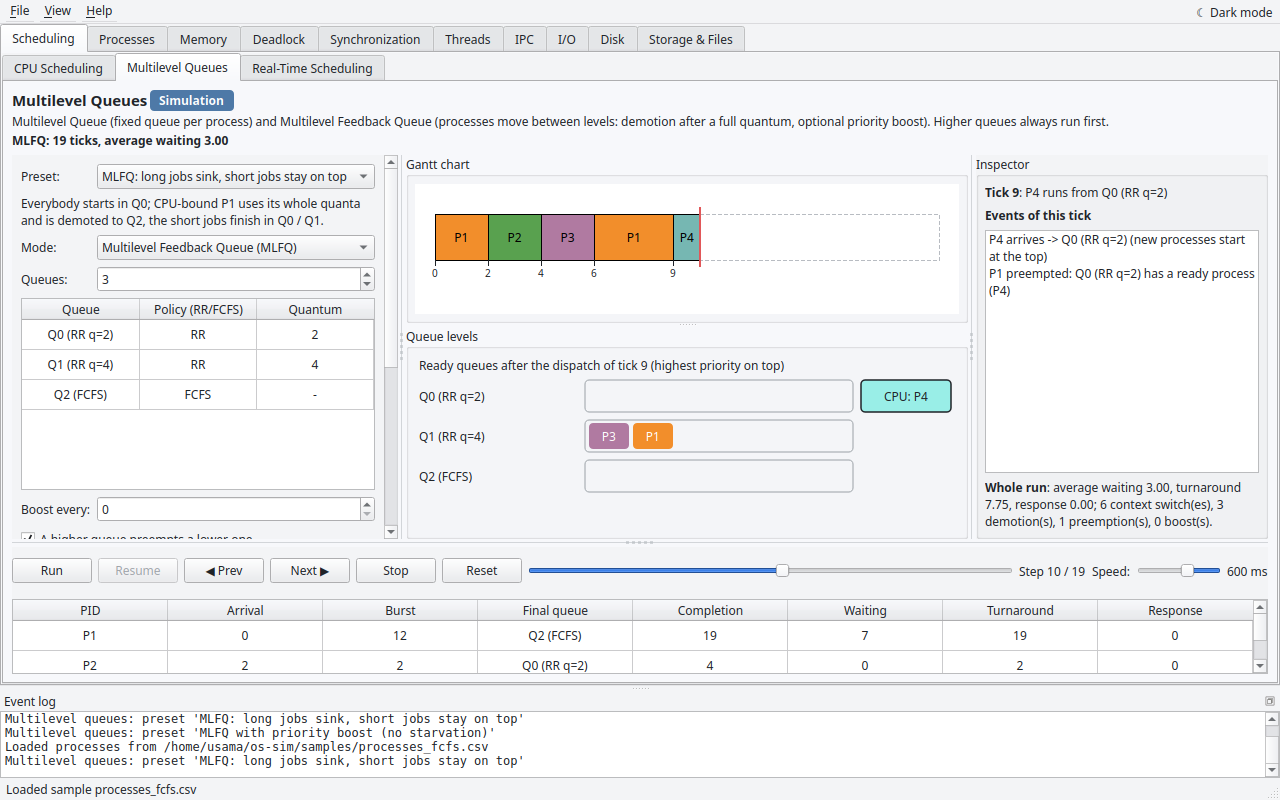 File View Help
☾ Dark mode
Scheduling Processes Memory Deadlock Synchronization Threads IPC I/O Disk Storage & Files
CPU Scheduling Multilevel Queues Real-Time Scheduling
Multilevel Queues Simulation
Multilevel Queue (fixed queue per process) and Multilevel Feedback Queue (processes move between levels: demotion after a full quantum, optional priority boost). Higher queues always run first.
MLFQ: 19 ticks, average waiting 3.00
Preset: MLFQ: long jobs sink, short jobs stay on top
Everybody starts in Q0; CPU-bound P1 uses its whole quanta
and is demoted to Q2, the short jobs finish in Q0 / Q1.
Mode: Multilevel Feedback Queue (MLFQ)
Queues: 3
Queue Policy (RR/FCFS) Quantum
Q0 (RR q=2) RR 2
Q1 (RR q=4) RR 4
Q2 (FCFS) FCFS -
Boost every: 0
A higher queue preempts a lower one
Gantt chart
P1 P2 P3 P1 P4
0 2 4 6 9
Queue levels
Ready queues after the dispatch of tick 9 (highest priority on top)
Q0 (RR q=2) CPU: P4
Q1 (RR q=4) P3 P1
Q2 (FCFS)
Inspector
Tick 9: P4 runs from Q0 (RR q=2)
Events of this tick
P4 arrives -> Q0 (RR q=2) (new processes start
at the top)
P1 preempted: Q0 (RR q=2) has a ready process
(P4)
Whole run: average waiting 3.00, turnaround
7.75, response 0.00; 6 context switch(es), 3
demotion(s), 1 preemption(s), 0 boost(s).
Run Resume ◀ Prev Next ▶ Stop Reset Step 10 / 19 Speed: 600 ms
PID Arrival Burst Final queue Completion Waiting Turnaround Response
P1 0 12 Q2 (FCFS) 19 7 19 0
P2 2 2 Q0 (RR q=2) 4 0 2 0
Event log
Multilevel queues: preset 'MLFQ: long jobs sink, short jobs stay on top'
Multilevel queues: preset 'MLFQ with priority boost (no starvation)'
Loaded processes from /home/usama/os-sim/samples/processes_fcfs.csv
Multilevel queues: preset 'MLFQ: long jobs sink, short jobs stay on top'
Loaded sample processes_fcfs.csv